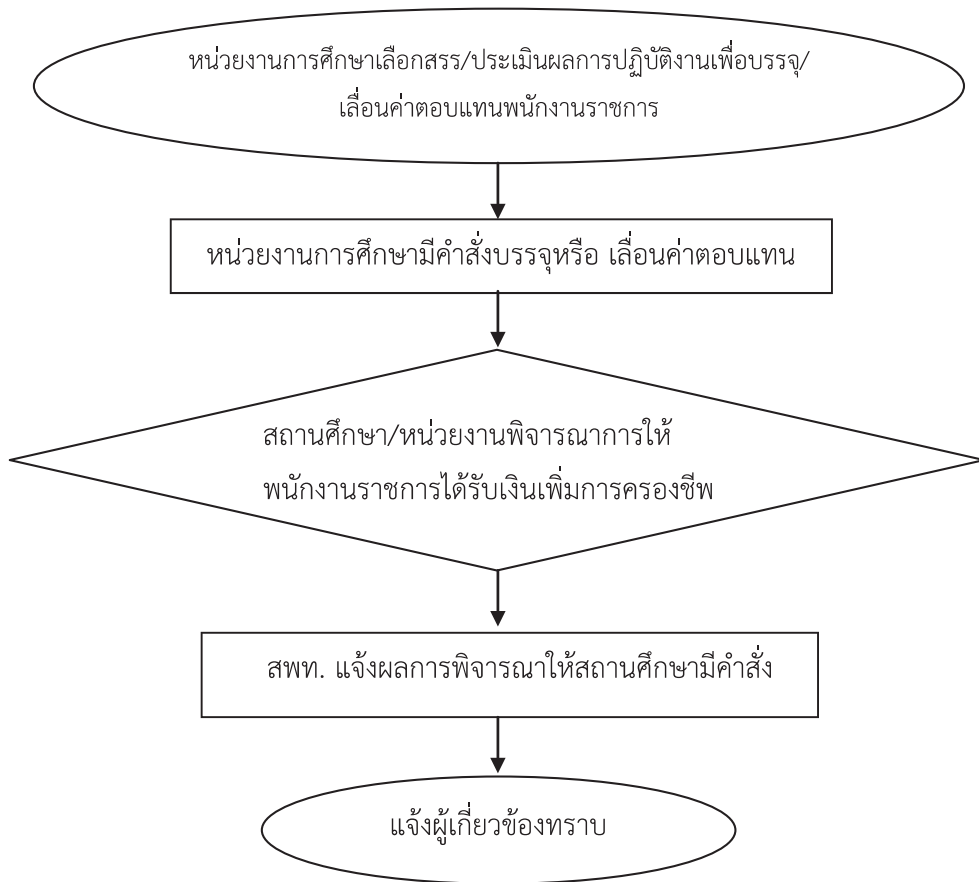 หน่วยงานการศึกษาเลือกสรร/ประเมินผลการปฏิบัติงานเพื่อบรรจุ/
เลื่อนค่าตอบแทนพนักงานราชการ
หน่วยงานการศึกษามีคำสั่งบรรจุหรือ เลื่อนค่าตอบแทน
สถานศึกษา/หน่วยงานพิจารณาการให้
พนักงานราชการได้รับเงินเพิ่มการครองชีพ
สพท. แจ้งผลการพิจารณาให้สถานศึกษามีคำสั่ง
แจ้งผู้เกี่ยวข้องทราบ